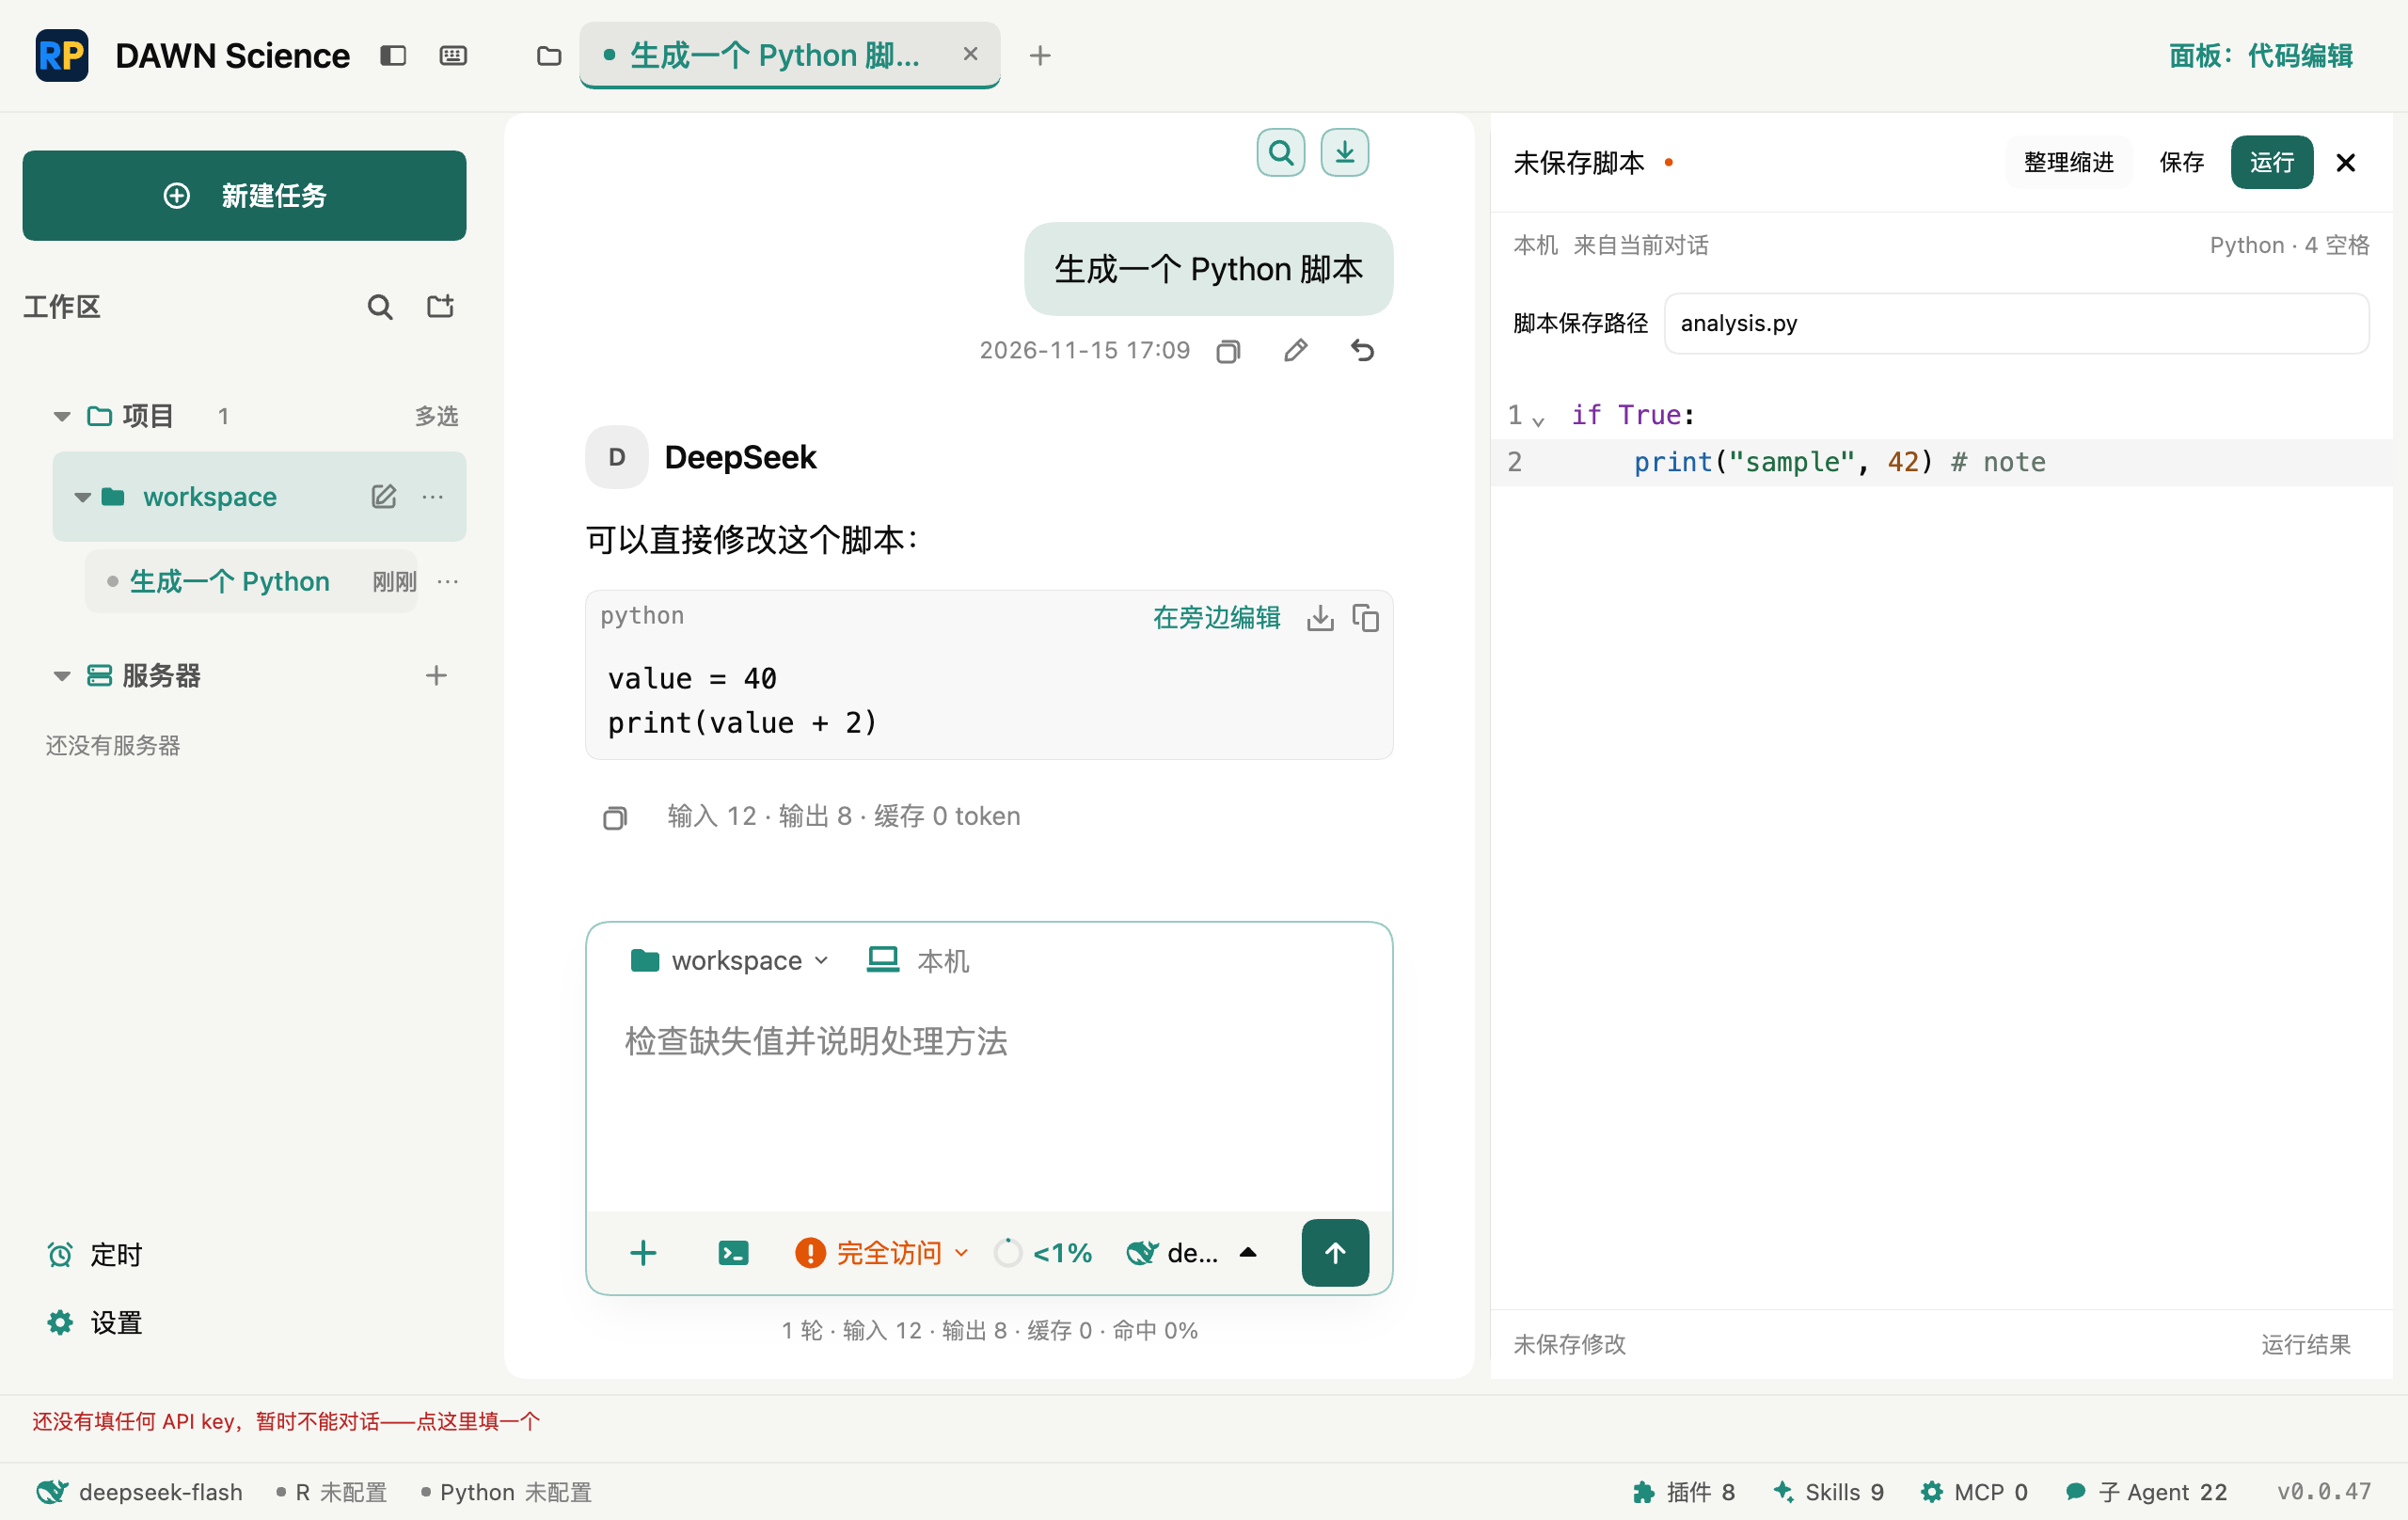 RP DAWN Science
生成一个 Python 脚...
面板：代码编辑
新建任务
工作区
项目 1 多选
workspace
生成一个 Python 刚刚
服务器
还没有服务器
定时
设置
生成一个 Python 脚本
2026-11-15 17:09
D DeepSeek
可以直接修改这个脚本：
python 在旁边编辑
value = 40
print(value + 2)
输入 12 · 输出 8 · 缓存 0 token
workspace 本机
检查缺失值并说明处理方法
完全访问 <1% de...
1 轮 · 输入 12 · 输出 8 · 缓存 0 · 命中 0%
未保存脚本 整理缩进 保存 运行
本机 来自当前对话 Python · 4 空格
脚本保存路径 analysis.py
1 if True:
2 print("sample", 42) # note
未保存修改 运行结果
还没有填任何 API key，暂时不能对话——点这里填一个
deepseek-flash R 未配置 Python 未配置 插件 8 Skills 9 MCP 0 子 Agent 22 v0.0.47